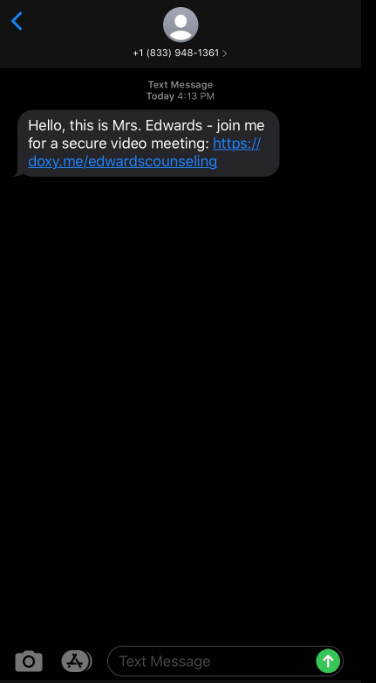 +1 (833) 948-1361 >
Text Message
Today 4:13 PM
Hello, this is Mrs. Edwards - join me
for a secure video meeting: https://
doxy.me/edwardscounseling
Text Message